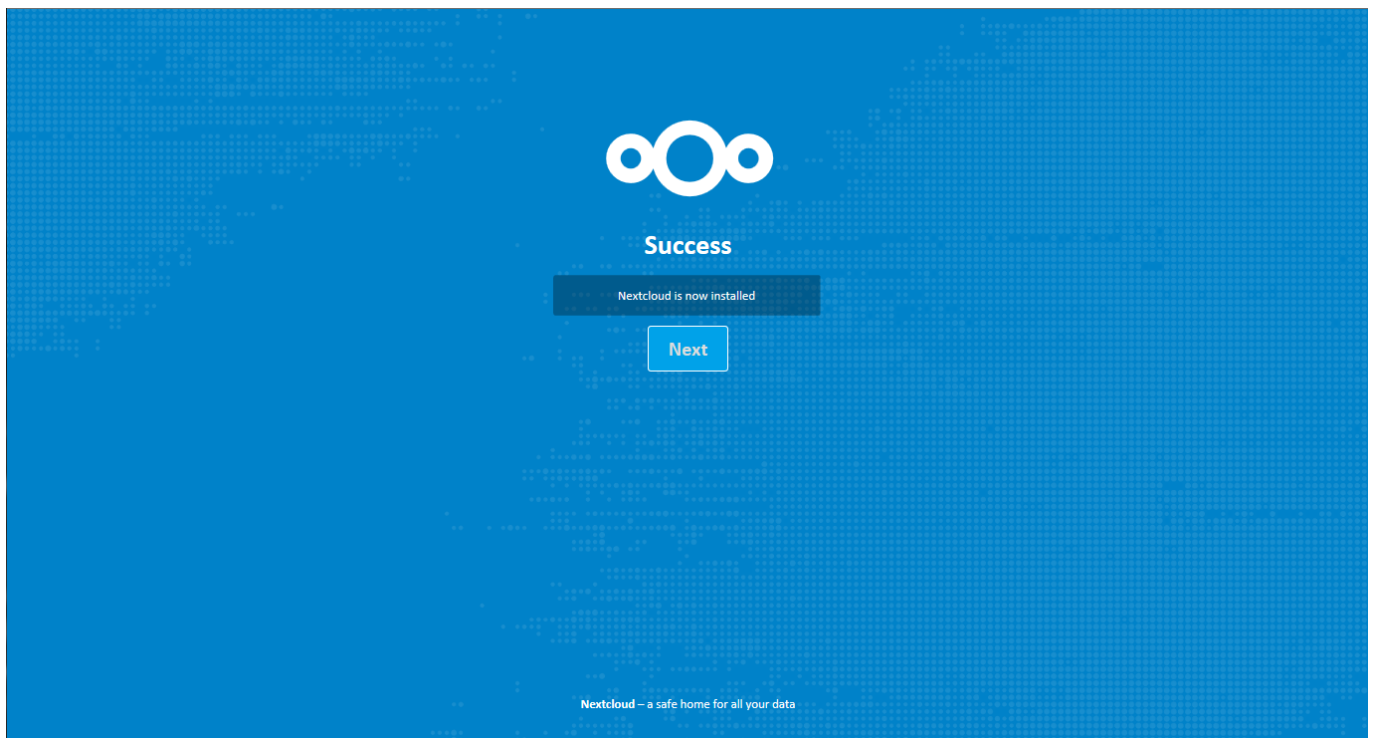 Success
Nextcloud is now installed
Next
Nextcloud – a safe home for all your data